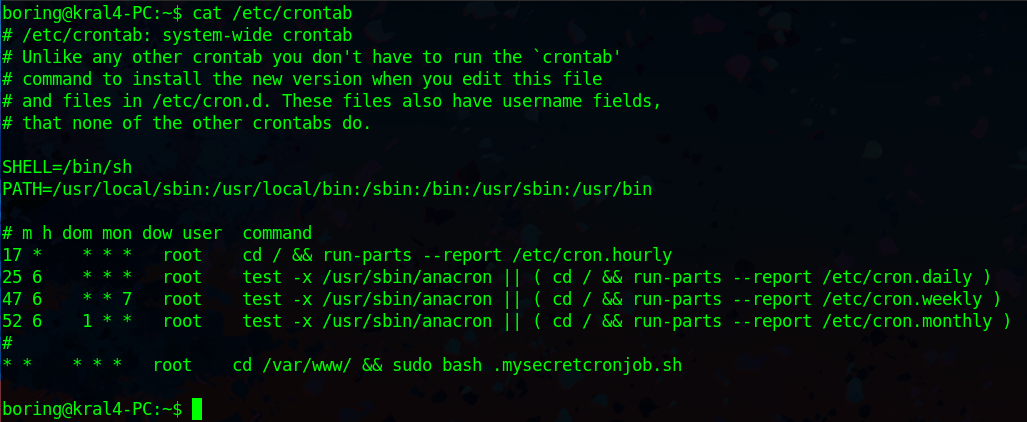 boring@kral4-PC:~$ cat /etc/crontab
# /etc/crontab: system-wide crontab
# Unlike any other crontab you don't have to run the `crontab'
# command to install the new version when you edit this file
# and files in /etc/cron.d. These files also have username fields,
# that none of the other crontabs do.
SHELL=/bin/sh
PATH=/usr/local/sbin:/usr/local/bin:/sbin:/bin:/usr/sbin:/usr/bin
# m h dom mon dow user  command
17 *    * * *   root    cd / && run-parts --report /etc/cron.hourly
25 6    * * *   root    test -x /usr/sbin/anacron || ( cd / && run-parts --report /etc/cron.daily )
47 6    * * 7   root    test -x /usr/sbin/anacron || ( cd / && run-parts --report /etc/cron.weekly )
52 6    1 * *   root    test -x /usr/sbin/anacron || ( cd / && run-parts --report /etc/cron.monthly )
#
* *    * * *   root    cd /var/www/ && sudo bash .mysecretcronjob.sh
boring@kral4-PC:~$